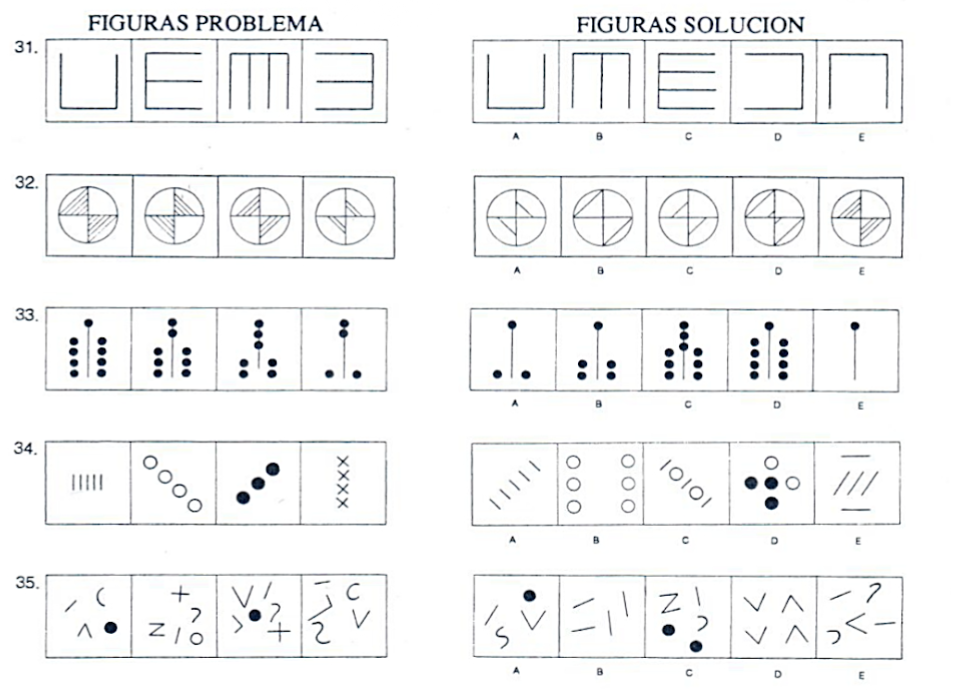 FIGURAS PROBLEMA
FIGURAS SOLUCION
31.
A B C D E
32.
A B C D E
33.
A B C D E
34.
A B C D E
35.
A B C D E